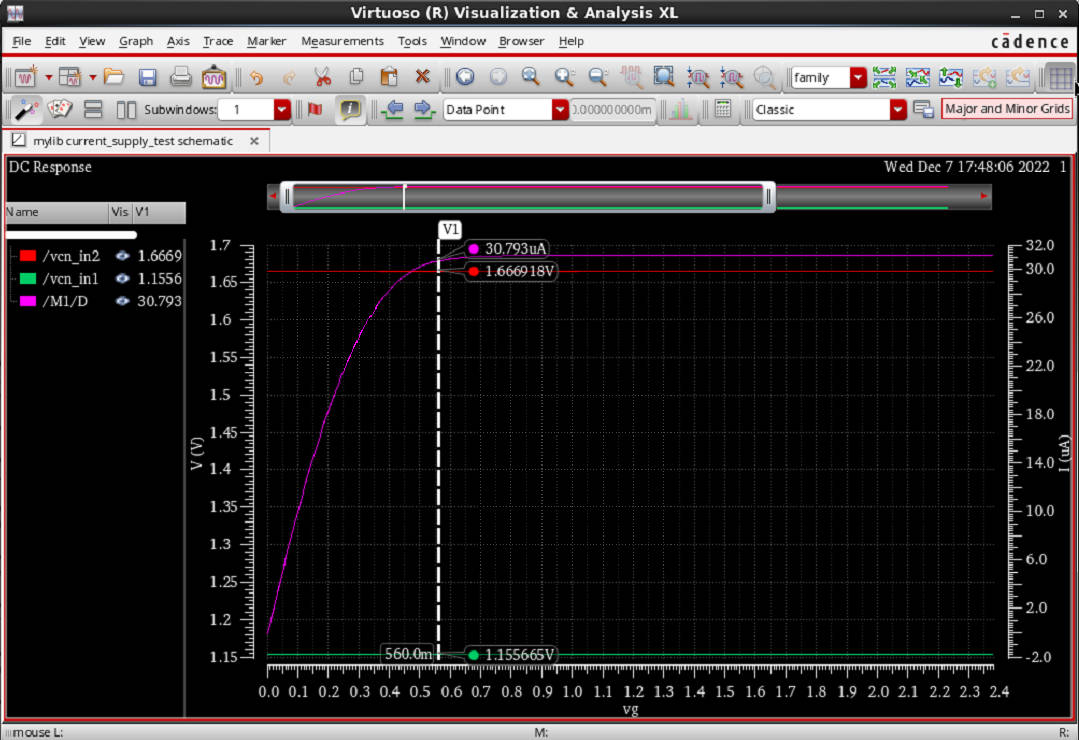 Virtuoso (R) Visualization & Analysis XL
File Edit View Graph Axis Trace Marker Measurements Tools Window Browser Help
cādence
family
Subwindows: 1
Data Point
0.00000000m
Classic
Major and Minor Grids
mylib current_supply_test schematic
DC Response
Wed Dec 7 17:48:06 2022 1
Name Vis V1
/vcn_in2 1.6669
/vcn_in1 1.1556
/M1/D 30.793
V1
30.793uA
1.666918V
560.0m
1.155665V
V (V)
1.7
1.65
1.6
1.55
1.5
1.45
1.4
1.35
1.3
1.25
1.2
1.15
32.0
30.0
26.0
22.0
18.0
14.0
10.0
6.0
2.0
-2.0
I (uA)
0.0 0.1 0.2 0.3 0.4 0.5 0.6 0.7 0.8 0.9 1.0 1.1 1.2 1.3 1.4 1.5 1.6 1.7 1.8 1.9 2.0 2.1 2.2 2.3 2.4
vg
mouse L: M: R: